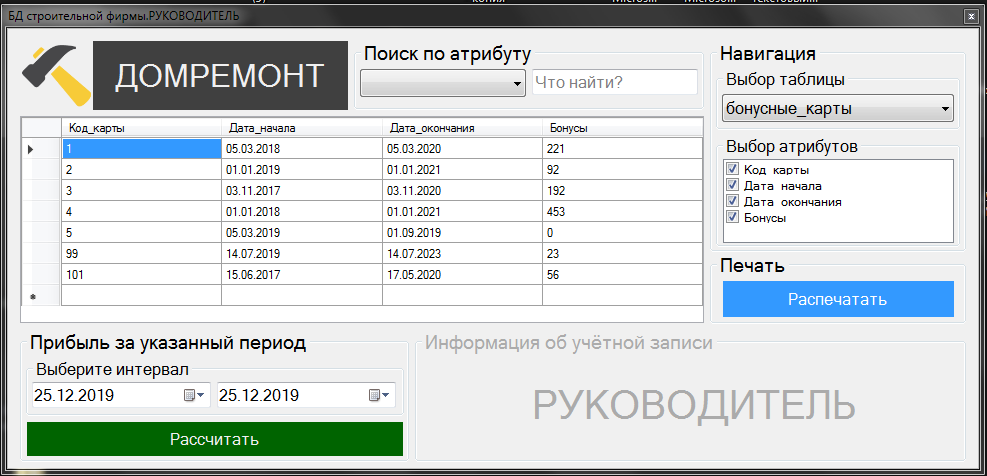 БД строительной фирмы.РУКОВОДИТЕЛЬ
ДОМРЕМОНТ
Поиск по атрибуту
Что найти?
Навигация
Выбор таблицы
бонусные_карты
Выбор атрибутов
Код карты
Дата начала
Дата окончания
Бонусы
Код_карты Дата_начала Дата_окончания Бонусы
1 05.03.2018 05.03.2020 221
2 01.01.2019 01.01.2021 92
3 03.11.2017 03.11.2020 192
4 01.01.2018 01.01.2021 453
5 05.03.2019 01.09.2019 0
99 14.07.2019 14.07.2023 23
101 15.06.2017 17.05.2020 56
Печать
Распечатать
Прибыль за указанный период
Выберите интервал
25.12.2019 25.12.2019
Рассчитать
Информация об учётной записи
РУКОВОДИТЕЛЬ